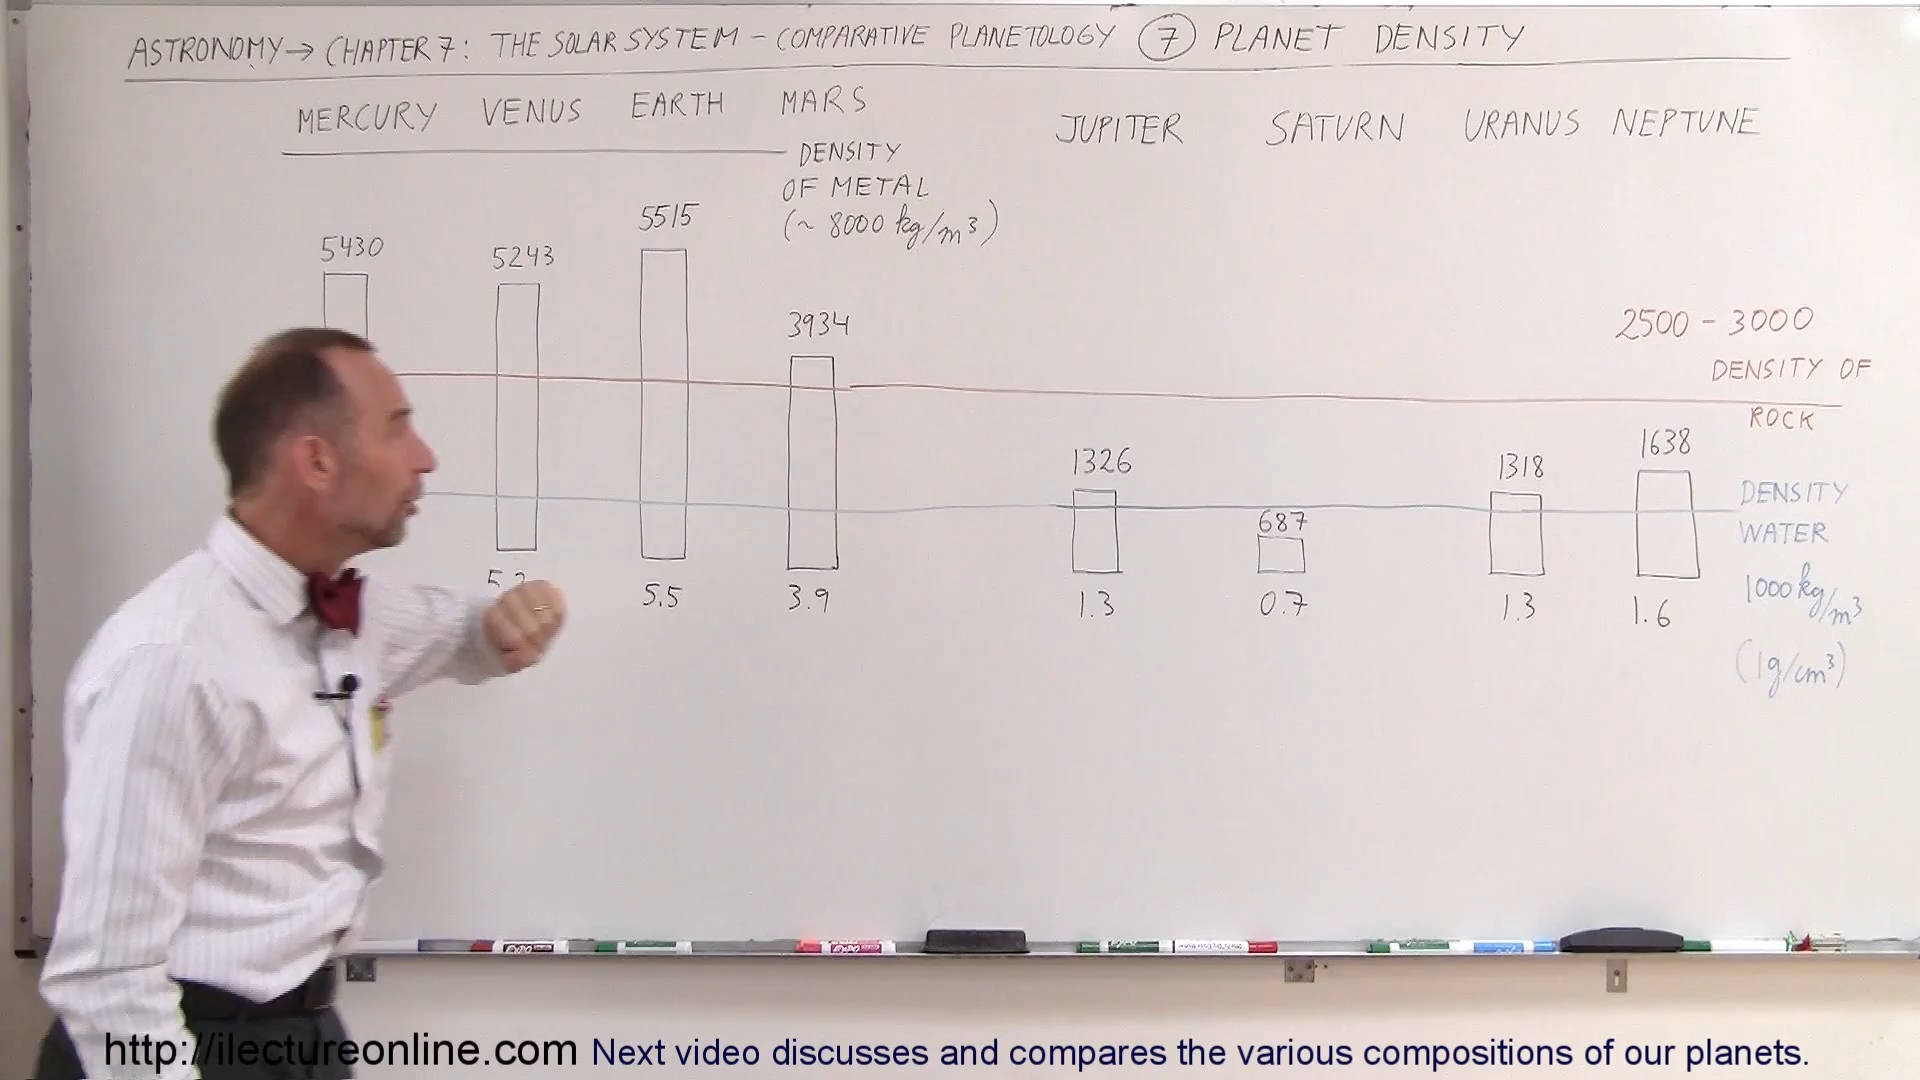 ASTRONOMY → CHAPTER 7: THE SOLAR SYSTEM – COMPARATIVE PLANETOLOGY ⑦ PLANET DENSITY
MERCURY VENUS EARTH MARS JUPITER SATURN URANUS NEPTUNE
DENSITY
OF METAL
(~ 8000 kg/m³)
5430 5243 5515 3934
2500 – 3000
DENSITY OF
ROCK
1326 687 1318 1638
DENSITY
WATER
1000 kg/m³
(1g/cm³)
5.5 3.9 1.3 0.7 1.3 1.6
http://ilectureonline.com Next video discusses and compares the various compositions of our planets.